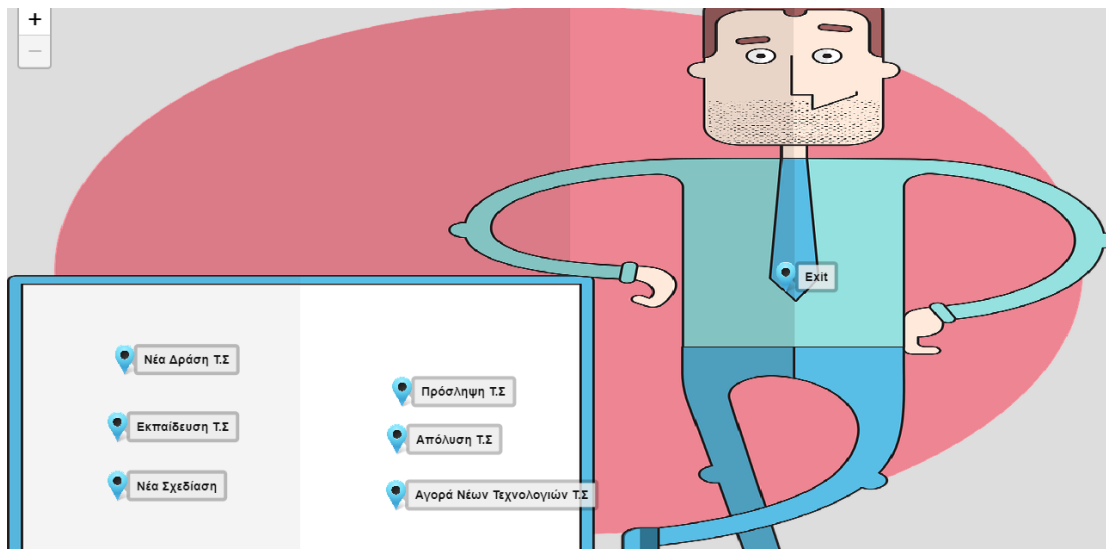 +
−
Exit
Νέα Δράση Τ.Σ
Εκπαίδευση Τ.Σ
Νέα Σχεδίαση
Πρόσληψη Τ.Σ
Απόλυση Τ.Σ
Αγορά Νέων Τεχνολογιών Τ.Σ